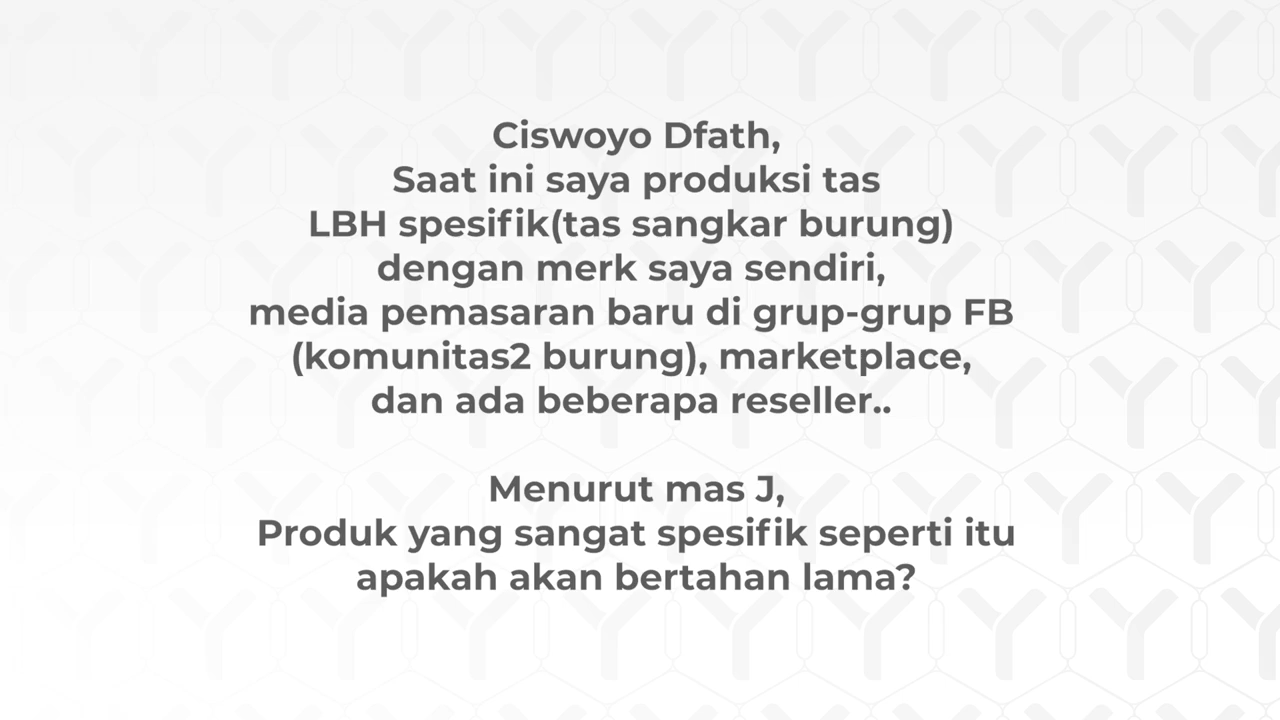 Ciswoyo Dfath,
Saat ini saya produksi tas
LBH spesifik(tas sangkar burung)
dengan merk saya sendiri,
media pemasaran baru di grup-grup FB
(komunitas2 burung), marketplace,
dan ada beberapa reseller..
Menurut mas J,
Produk yang sangat spesifik seperti itu
apakah akan bertahan lama?